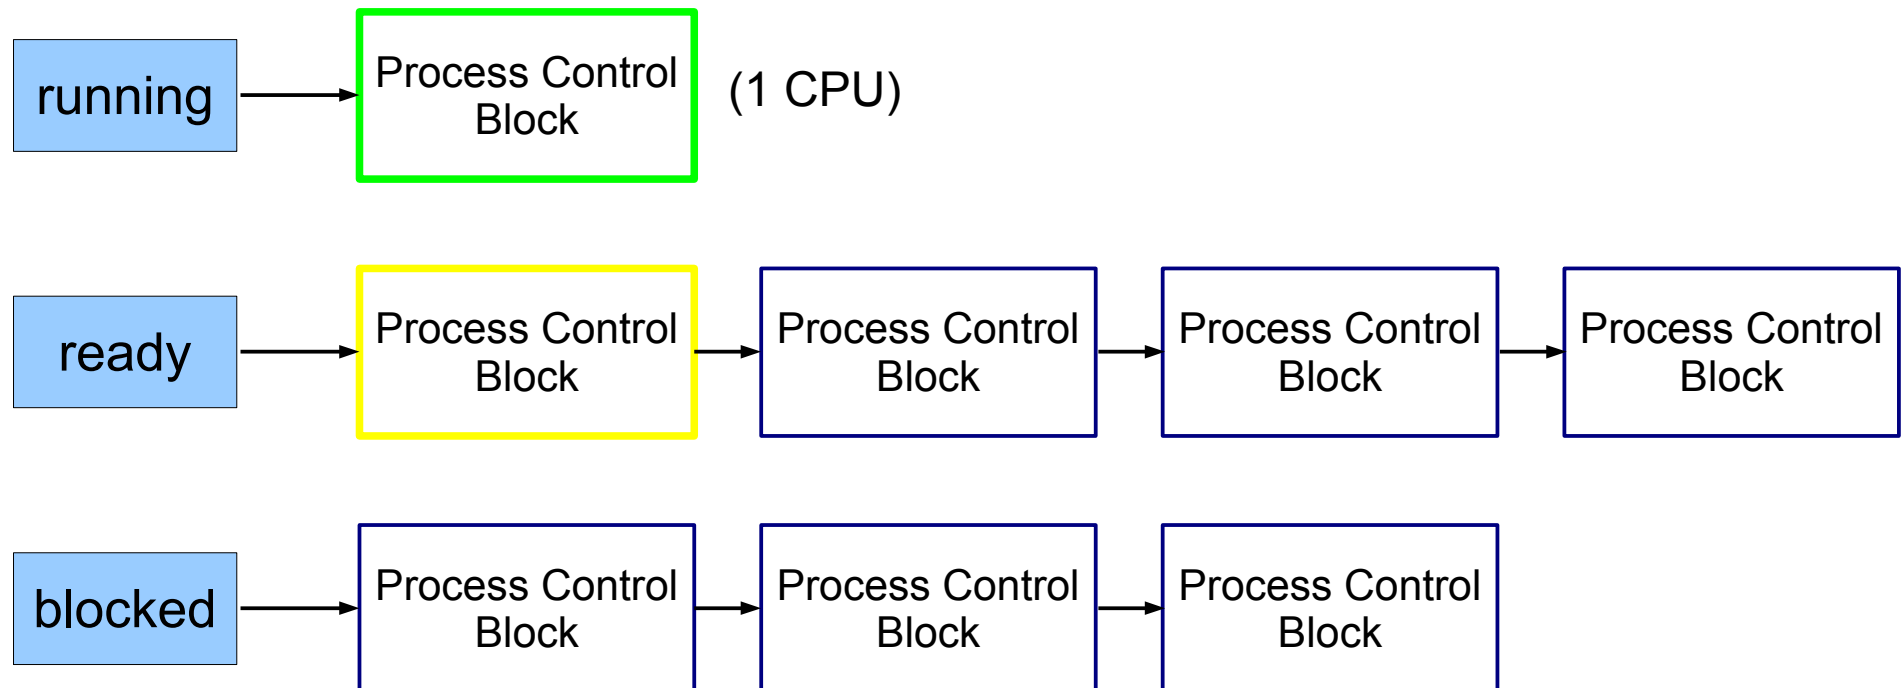 running
Process Control
Block
(1 CPU)
ready
Process Control
Block
Process Control
Block
Process Control
Block
Process Control
Block
blocked
Process Control
Block
Process Control
Block
Process Control
Block